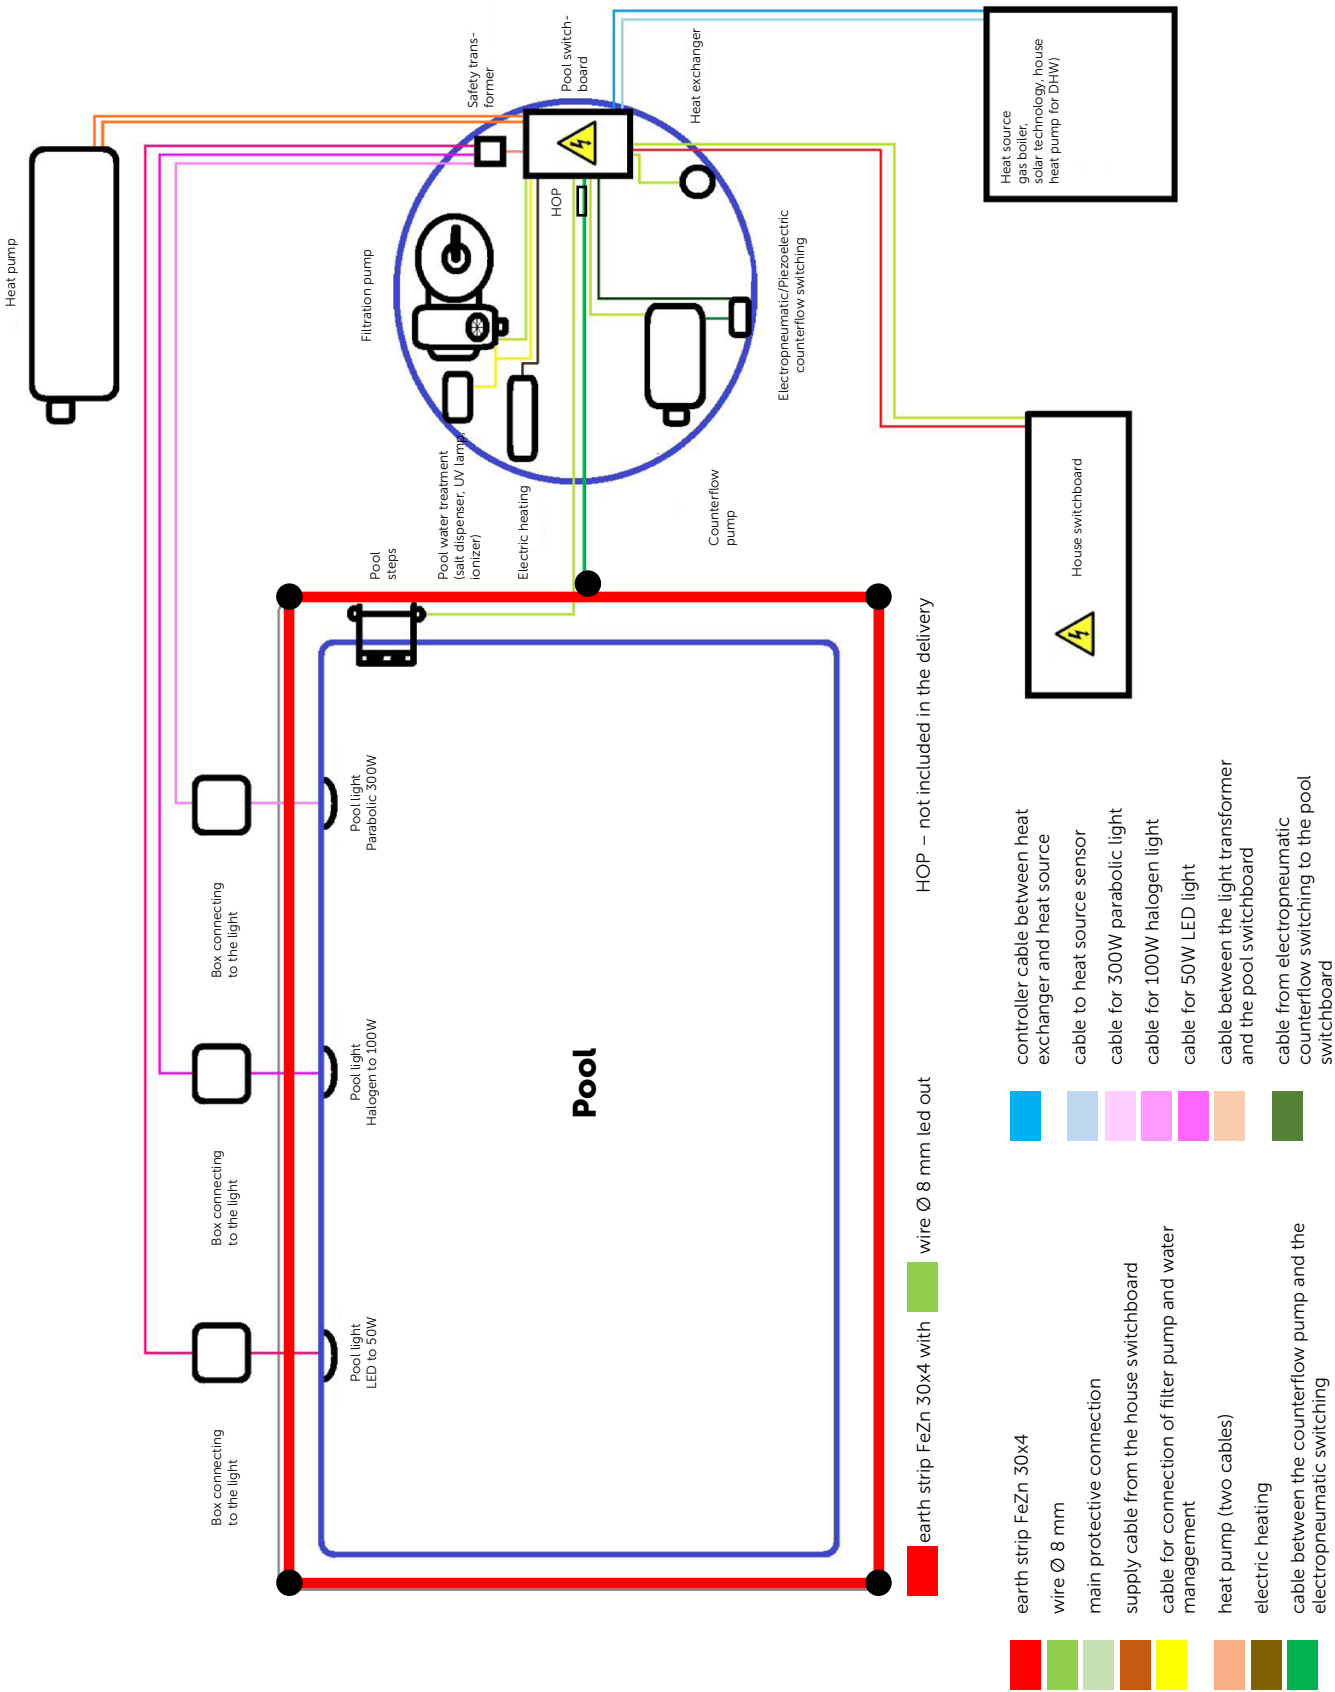 Heat pump
Safety trans-
former
Pool switch-
board
Heat exchanger
Heat source
gas boiler,
solar technology, house
heat pump for DHW)
HOP
Filtration pump
Electropneumatic/Piezoelectric
counterflow switching
Pool water treatment
(salt dispenser, UV lamp,
ionizer)
Electric heating
Counterflow
pump
Pool
steps
House switchboard
Pool light
Parabolic 300W
Box connecting
to the light
Pool light
Halogen to 100W
Box connecting
to the light
Pool light
LED to 50W
Box connecting
to the light
Pool
earth strip FeZn 30x4 with
wire Ø 8 mm led out
HOP – not included in the delivery
earth strip FeZn 30x4
wire Ø 8 mm
main protective connection
supply cable from the house switchboard
cable for connection of filter pump and water
management
heat pump (two cables)
electric heating
cable between the counterflow pump and the
electropneumatic switching
controller cable between heat
exchanger and heat source
cable to heat source sensor
cable for 300W parabolic light
cable for 100W halogen light
cable for 50W LED light
cable between the light transformer
and the pool switchboard
cable from electropneumatic
counterflow switching to the pool
switchboard